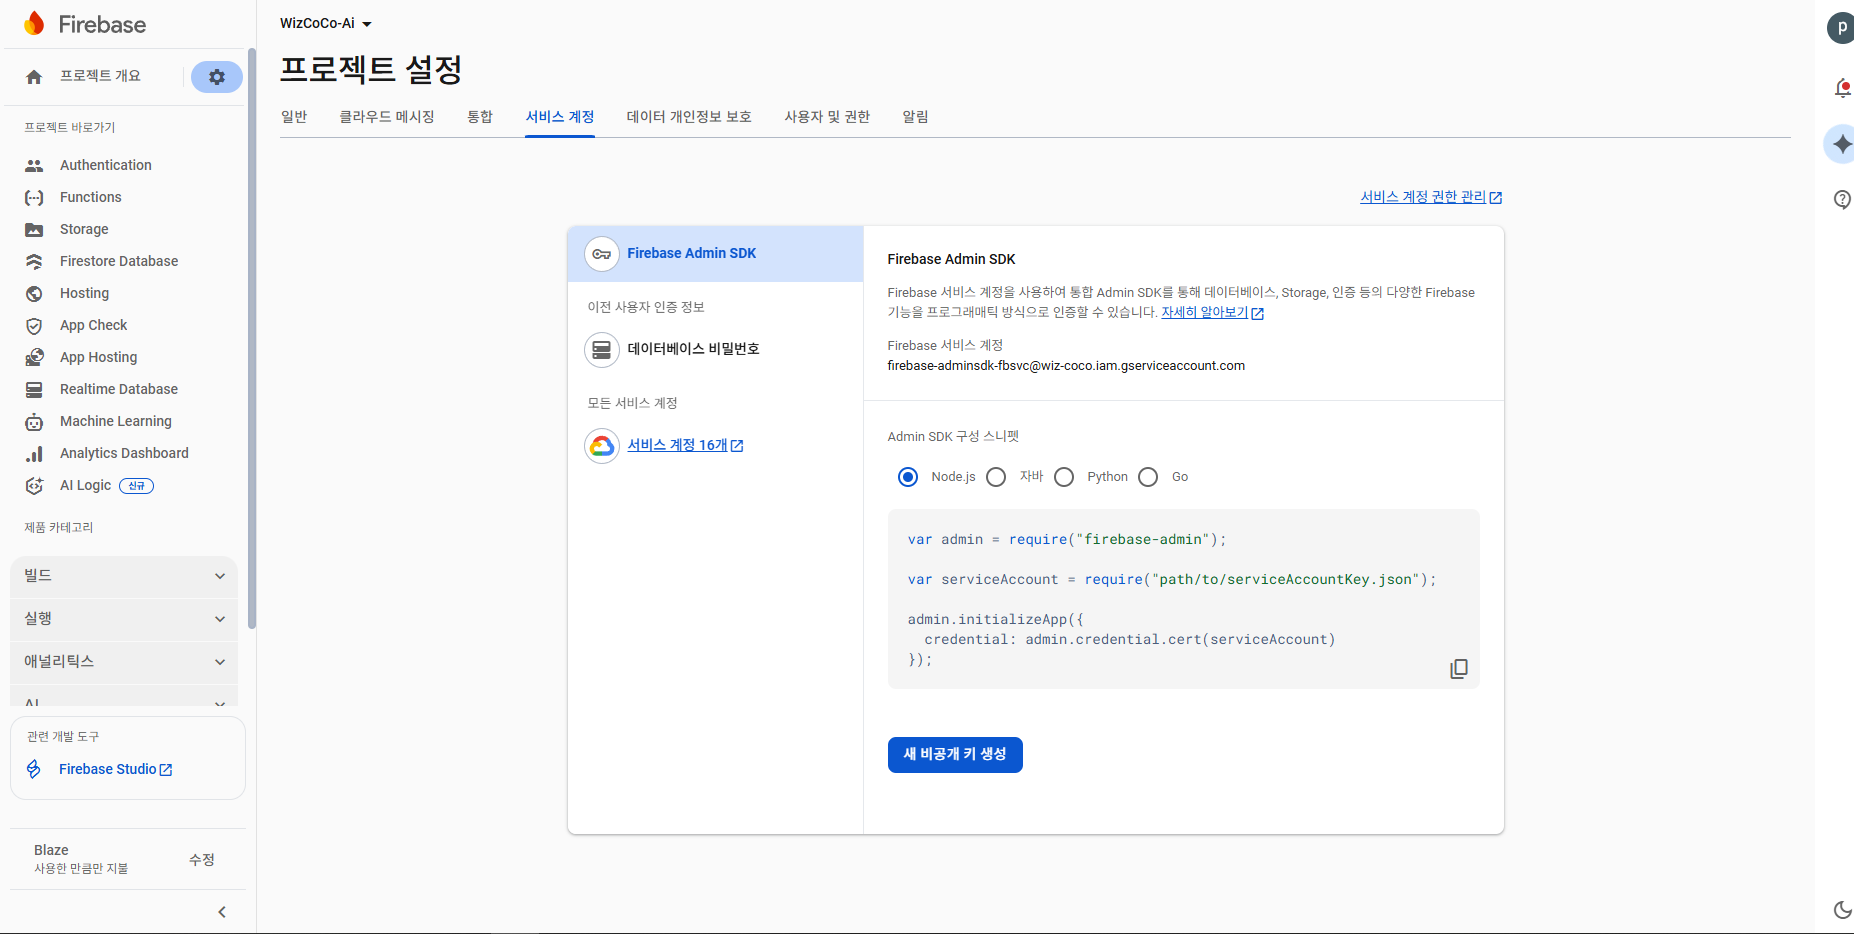 Firebase
프로젝트 개요
프로젝트 바로가기
Authentication
Functions
Storage
Firestore Database
Hosting
App Check
App Hosting
Realtime Database
Machine Learning
Analytics Dashboard
AI Logic 신규
제품 카테고리
빌드
실행
애널리틱스
AI
관련 개발 도구
Firebase Studio
Blaze
사용한 만큼만 지불
수정
WizCoCo-Ai
프로젝트 설정
일반 클라우드 메시징 통합 서비스 계정 데이터 개인정보 보호 사용자 및 권한 알림
서비스 계정 권한 관리
Firebase Admin SDK
이전 사용자 인증 정보
데이터베이스 비밀번호
모든 서비스 계정
서비스 계정 16개
Firebase Admin SDK
Firebase 서비스 계정을 사용하여 통합 Admin SDK를 통해 데이터베이스, Storage, 인증 등의 다양한 Firebase
기능을 프로그래매틱 방식으로 인증할 수 있습니다. 자세히 알아보기
Firebase 서비스 계정
firebase-adminsdk-fbsvc@wiz-coco.iam.gserviceaccount.com
Admin SDK 구성 스니펫
Node.js 자바 Python Go
var admin = require("firebase-admin");
var serviceAccount = require("path/to/serviceAccountKey.json");
admin.initializeApp({
  credential: admin.credential.cert(serviceAccount)
});
새 비공개 키 생성
p